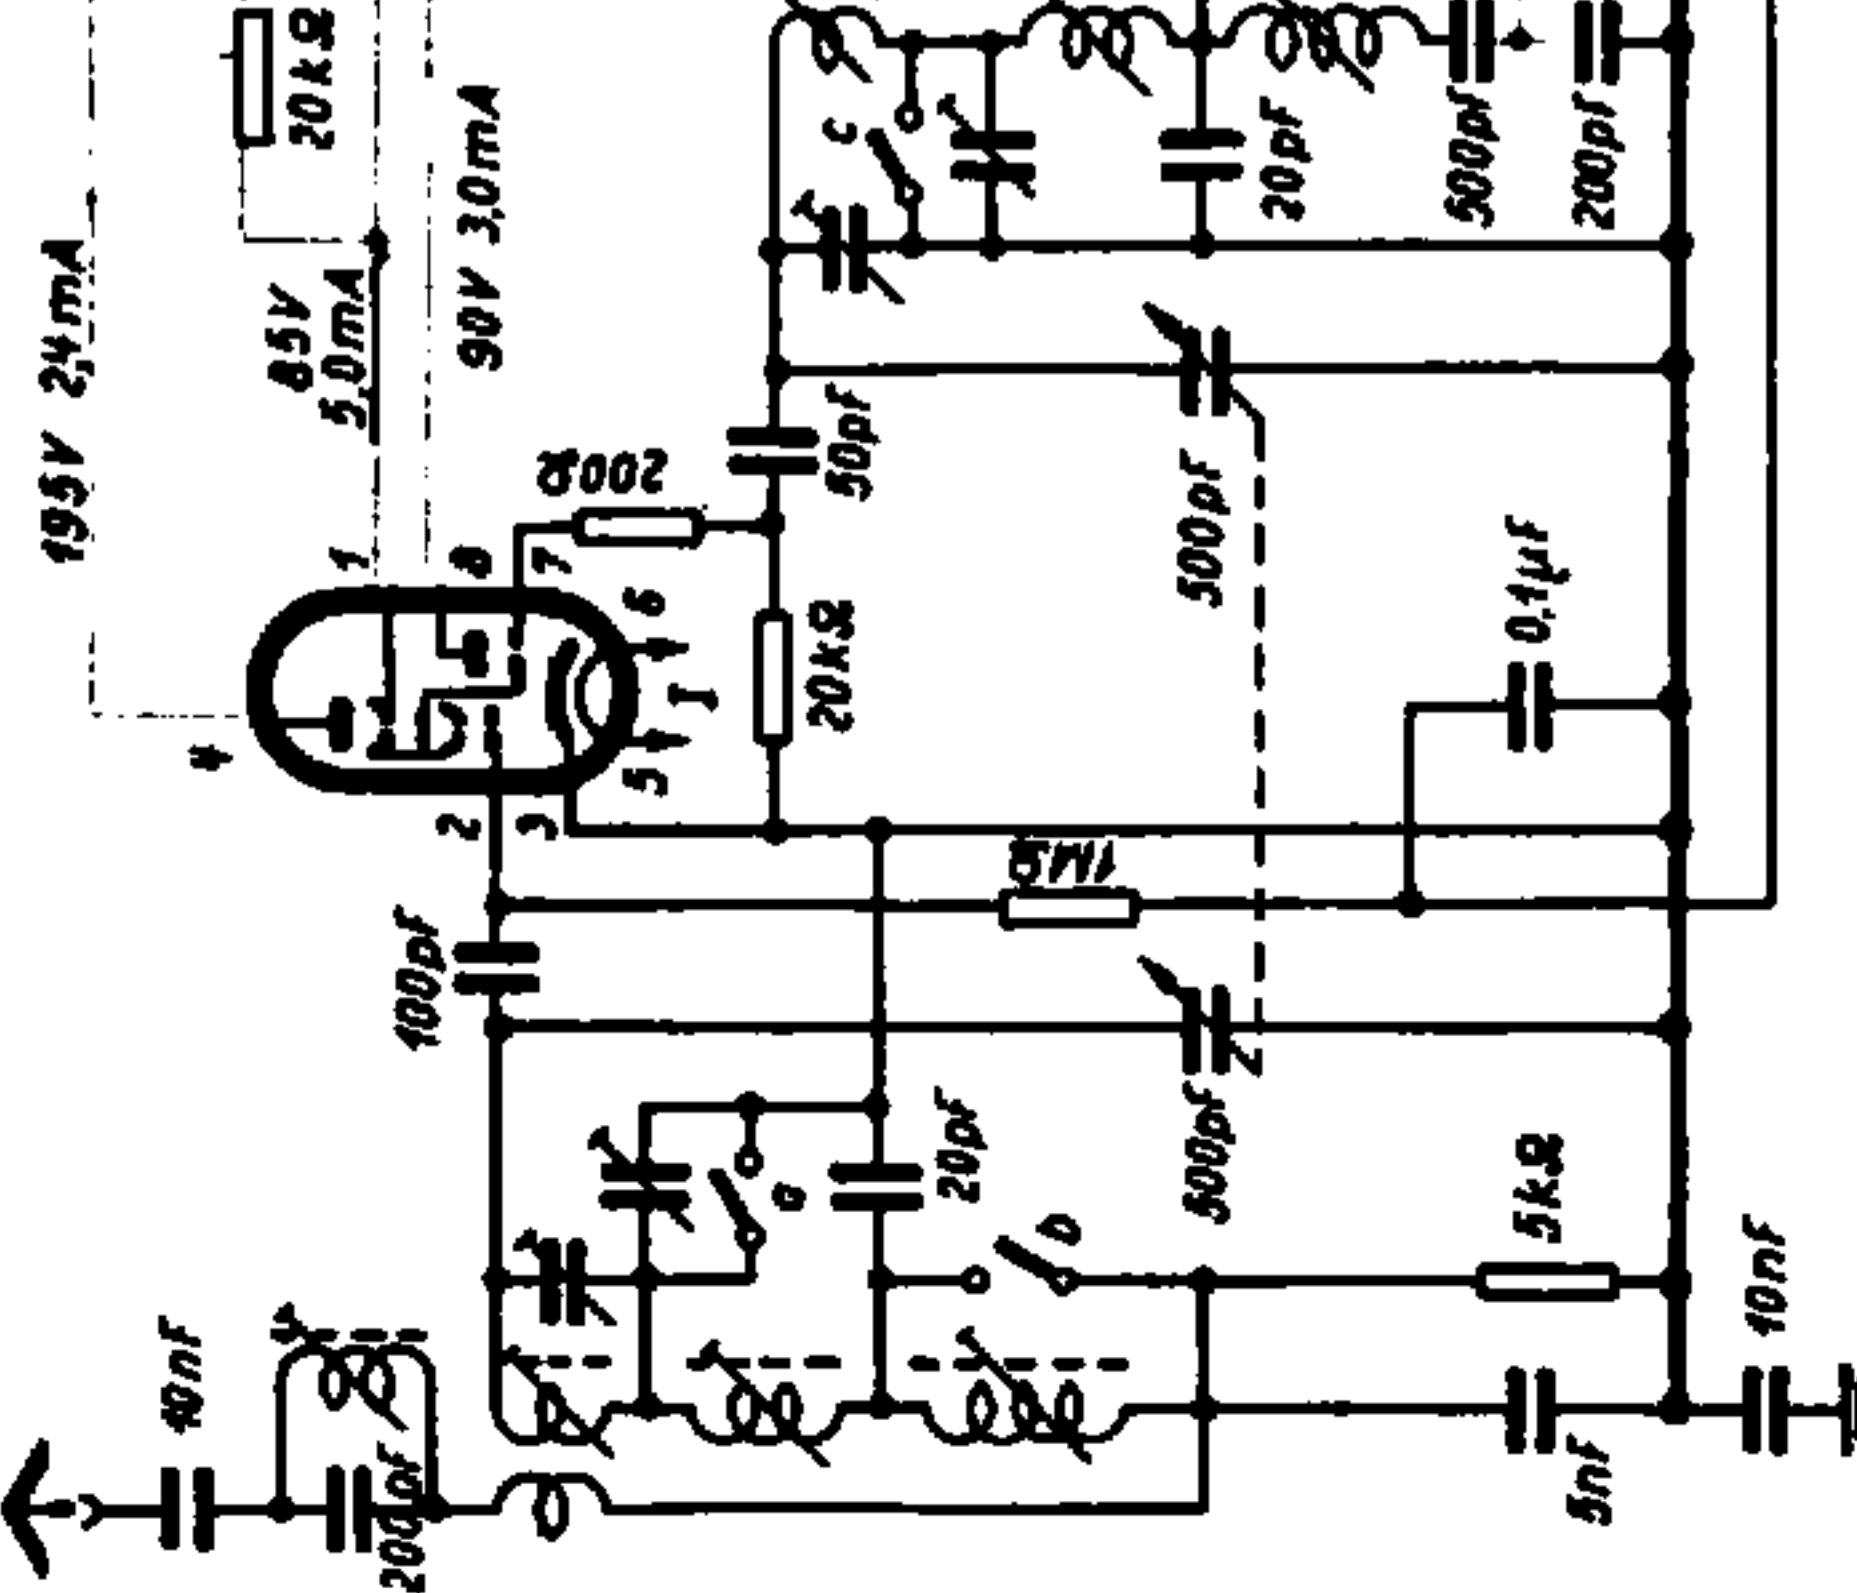 195V 2,4mA
20kΩ
85V
5,0mA
90V 3,0mA
c
20pF
500pF
200pF
50pF
200Ω
500pF
0,1µF
1
8
7
6
I
5
4
2
3
20kΩ
1MΩ
100pF
a
20pF
b
500pF
5kΩ
10nF
10nF
200pF
5nF